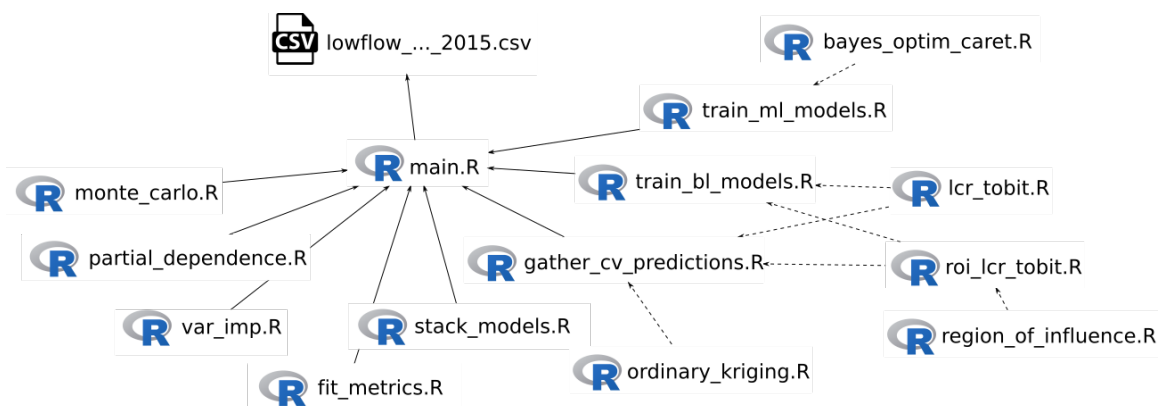 CSV
lowflow_..._2015.csv
R bayes_optim_caret.R
R train_ml_models.R
R main.R
R train_bl_models.R
R lcr_tobit.R
R monte_carlo.R
R partial_dependence.R
R gather_cv_predictions.R
R roi_lcr_tobit.R
R var_imp.R
R stack_models.R
R region_of_influence.R
R fit_metrics.R
R ordinary_kriging.R